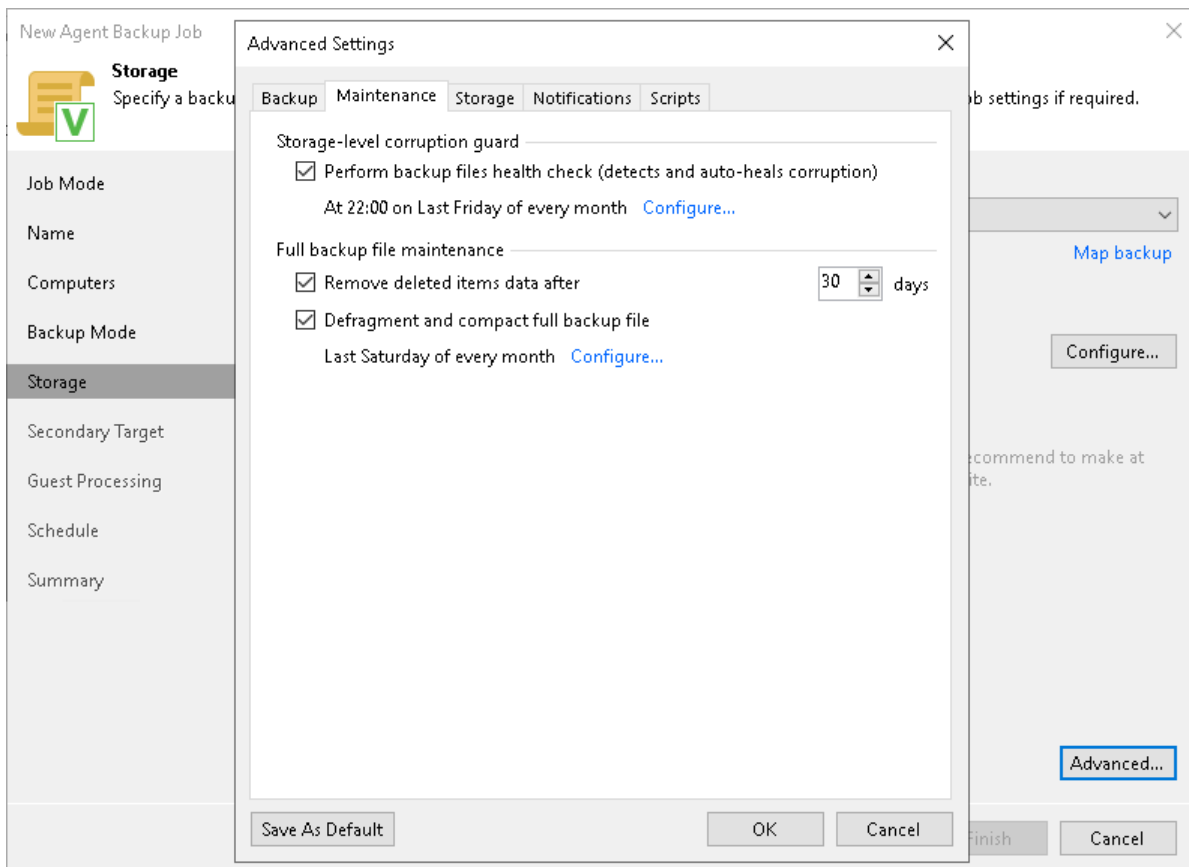 New Agent Backup Job
Storage
Specify a backu
b settings if required.
Job Mode
Name
Computers
Backup Mode
Storage
Secondary Target
Guest Processing
Schedule
Summary
Advanced Settings
Backup
Maintenance
Storage
Notifications
Scripts
Storage-level corruption guard
Perform backup files health check (detects and auto-heals corruption)
At 22:00 on Last Friday of every month Configure...
Full backup file maintenance
Remove deleted items data after 30 days
Defragment and compact full backup file
Last Saturday of every month Configure...
Save As Default
OK
Cancel
Map backup
Configure...
ecommend to make at
ite.
Advanced...
Finish
Cancel
V